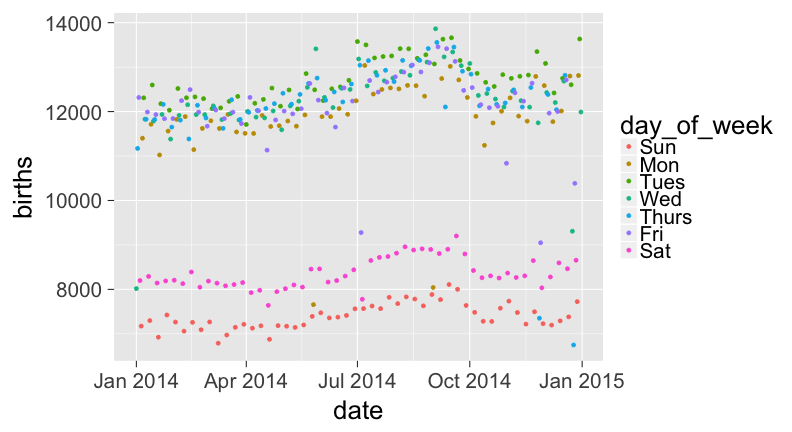 14000
12000
10000
8000
births
Jan 2014 Apr 2014 Jul 2014 Oct 2014 Jan 2015
date
day_of_week
Sun
Mon
Tues
Wed
Thurs
Fri
Sat